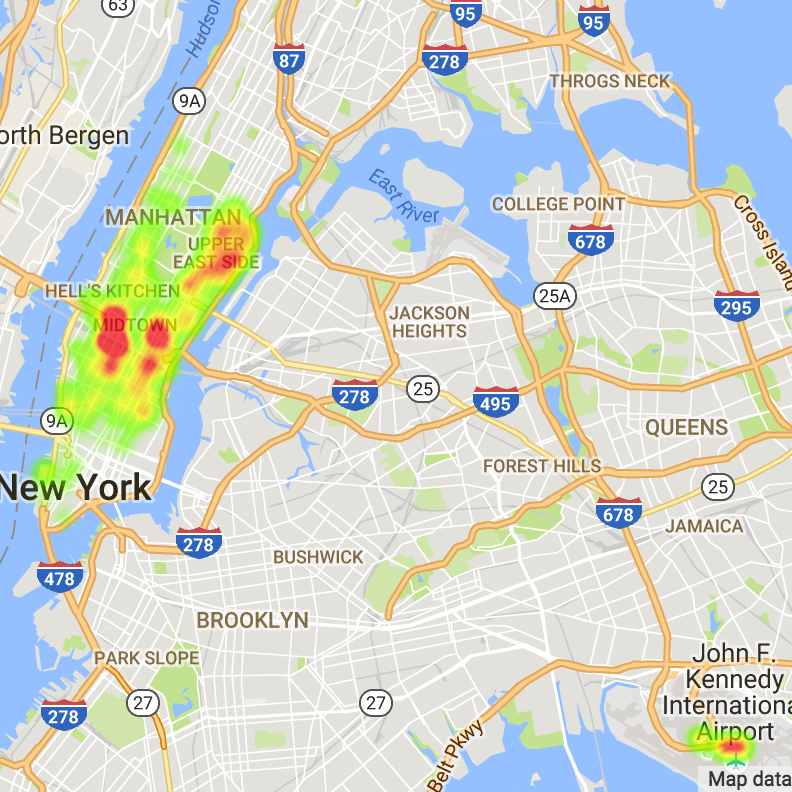 63
Hudso
95
95
87
278
THROGS NECK
9A
orth Bergen
East River
COLLEGE POINT
Cross Island
MANHATTAN
678
UPPER
EAST SIDE
HELL'S KITCHEN
25A
295
MIDTOWN
JACKSON
HEIGHTS
278
25
495
9A
QUEENS
FOREST HILLS
New York
25
678
JAMAICA
278
BUSHWICK
478
BROOKLYN
PARK SLOPE
John F.
Kennedy
Internationa
Airport
27
27
278
Belt Pkwy
Map data